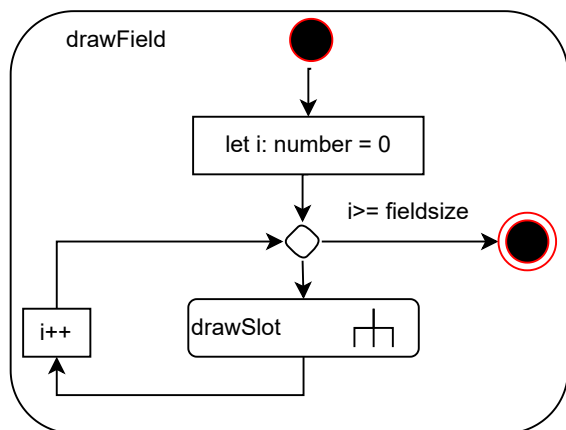 drawField
let i: number = 0
i>= fieldsize
i++
drawSlot